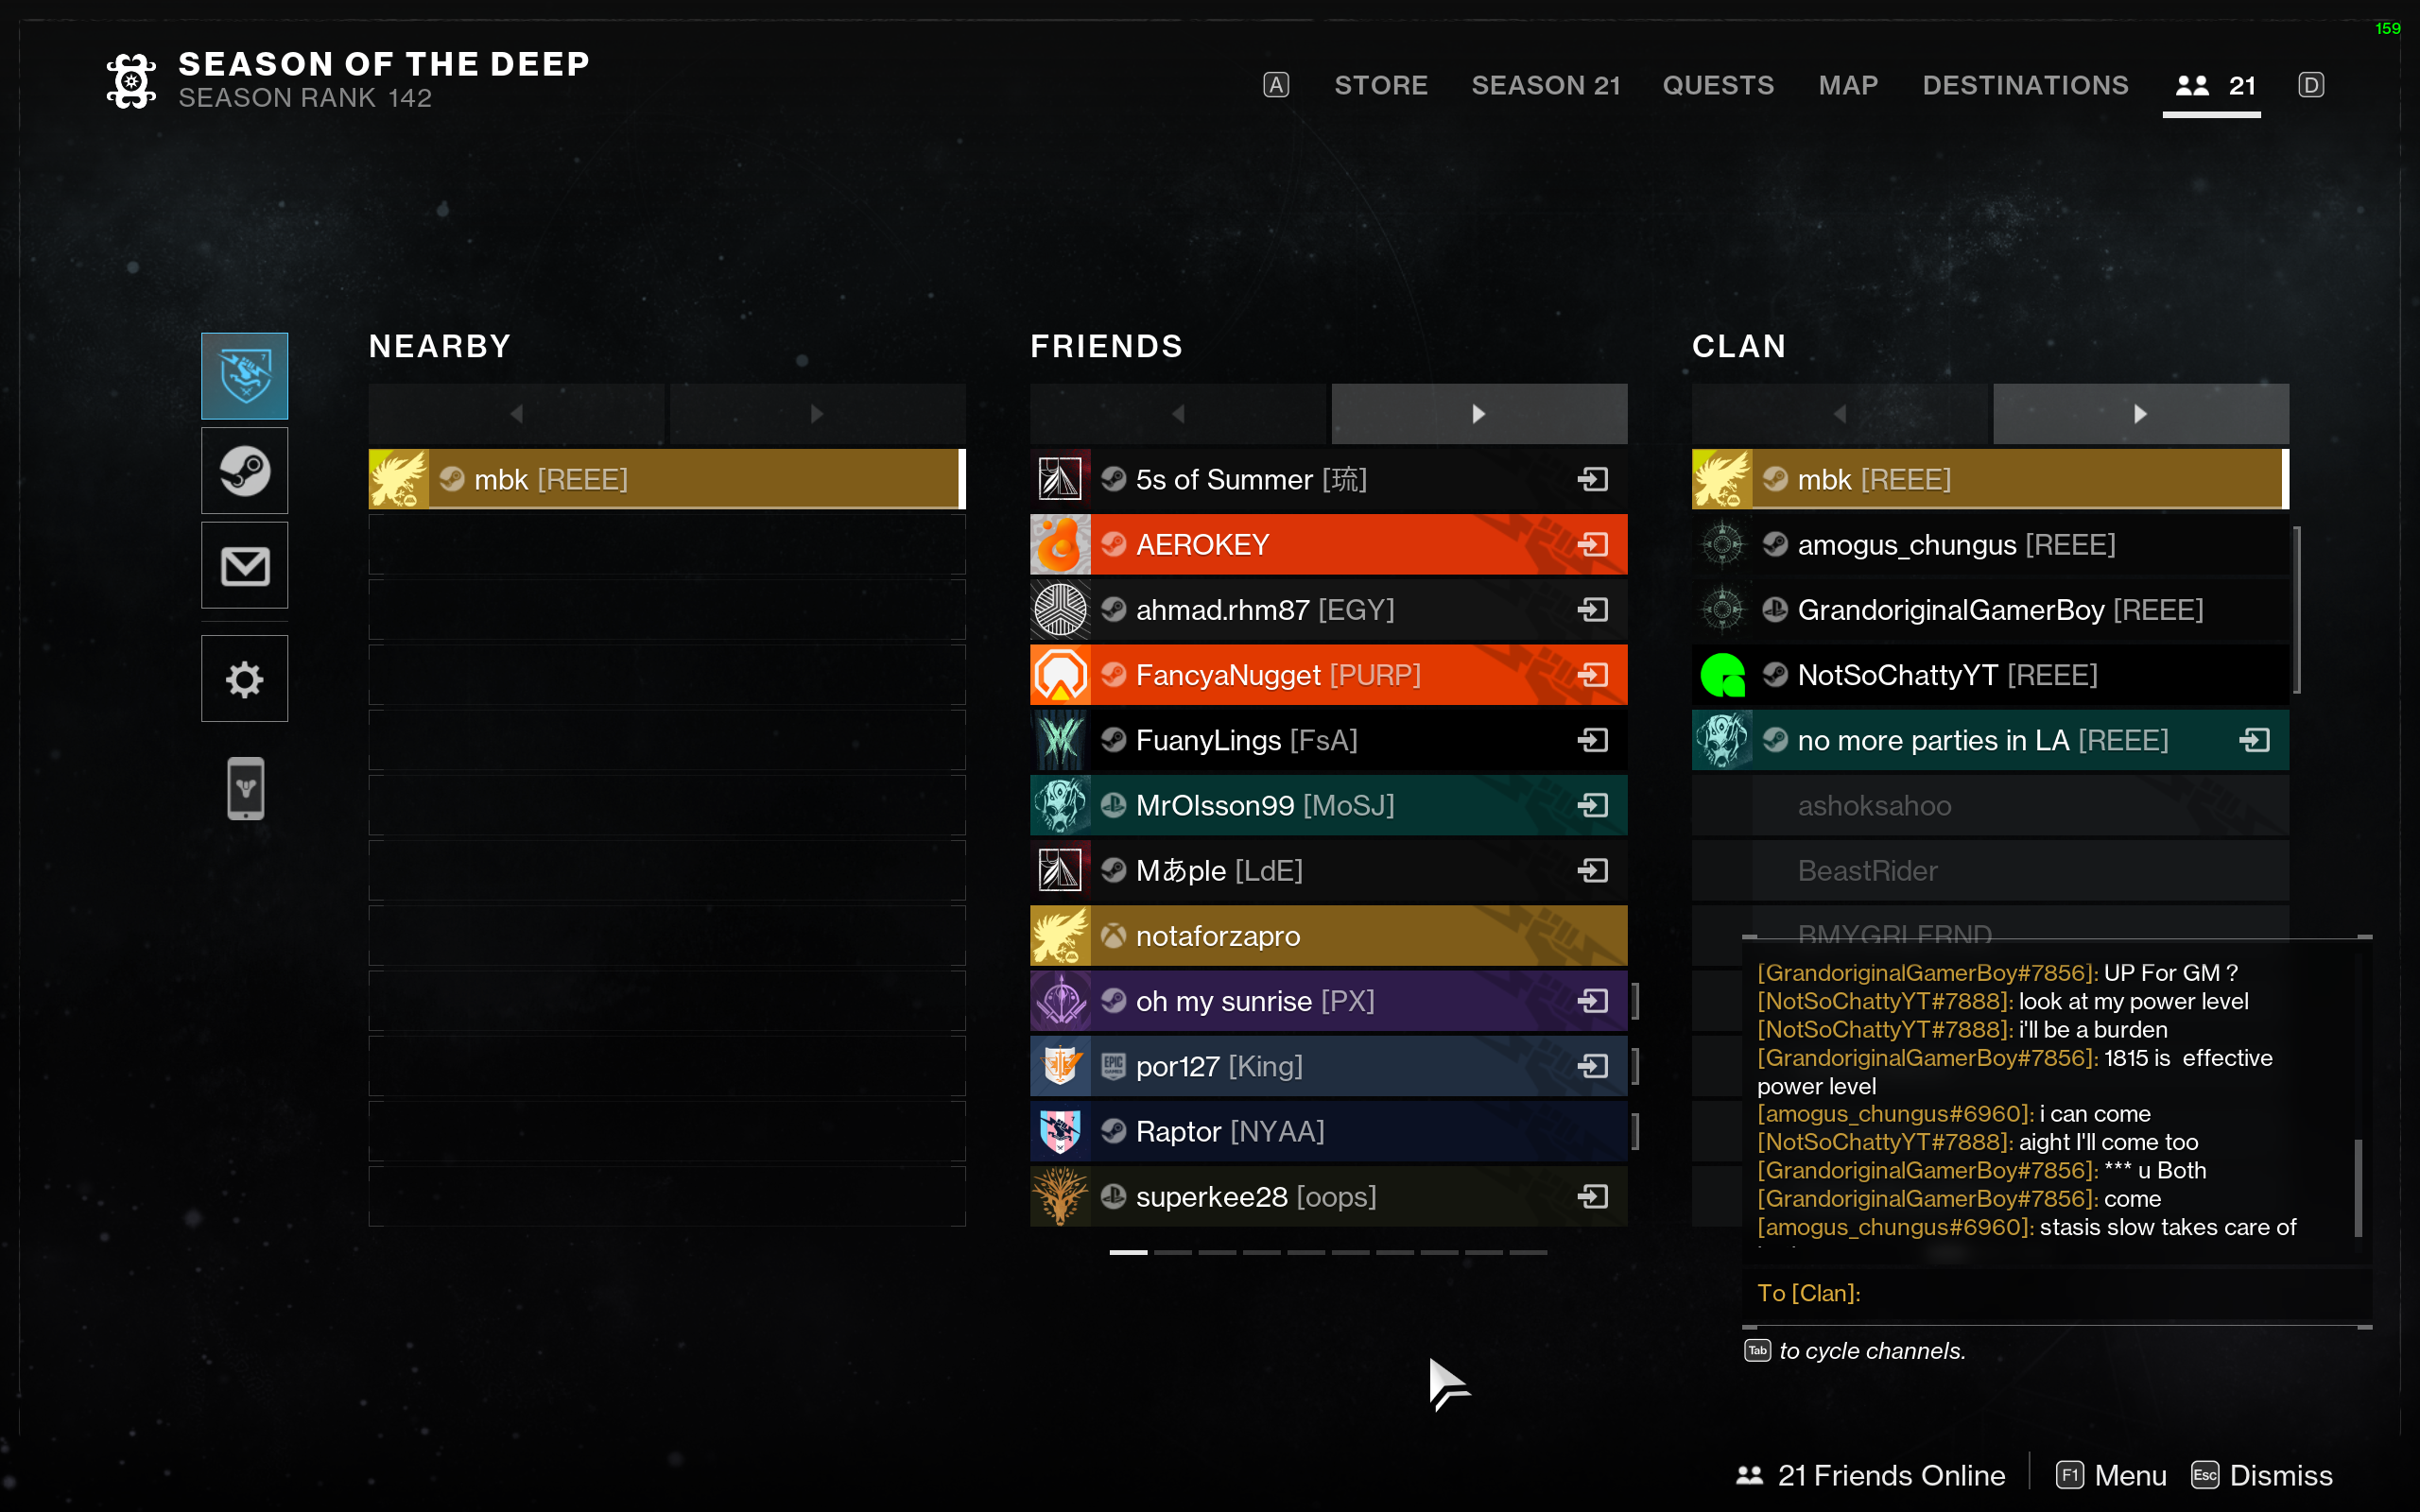 159
SEASON OF THE DEEP
SEASON RANK 142
A STORE SEASON 21 QUESTS MAP DESTINATIONS 21 D
NEARBY
mbk [REEE]
FRIENDS
5s of Summer [琉]
AEROKEY
ahmad.rhm87 [EGY]
FancyaNugget [PURP]
FuanyLings [FsA]
MrOlsson99 [MoSJ]
Mあple [LdE]
notaforzapro
oh my sunrise [PX]
EPIC GAMES por127 [King]
Raptor [NYAA]
superkee28 [oops]
CLAN
mbk [REEE]
amogus_chungus [REEE]
GrandoriginalGamerBoy [REEE]
NotSoChattyYT [REEE]
no more parties in LA [REEE]
ashoksahoo
BeastRider
BMYGRLFRND
[GrandoriginalGamerBoy#7856]: UP For GM ?
[NotSoChattyYT#7888]: look at my power level
[NotSoChattyYT#7888]: i'll be a burden
[GrandoriginalGamerBoy#7856]: 1815 is effective
power level
[amogus_chungus#6960]: i can come
[NotSoChattyYT#7888]: aight I'll come too
[GrandoriginalGamerBoy#7856]: *** u Both
[GrandoriginalGamerBoy#7856]: come
[amogus_chungus#6960]: stasis slow takes care of
To [Clan]:
Tab to cycle channels.
21 Friends Online F1 Menu Esc Dismiss